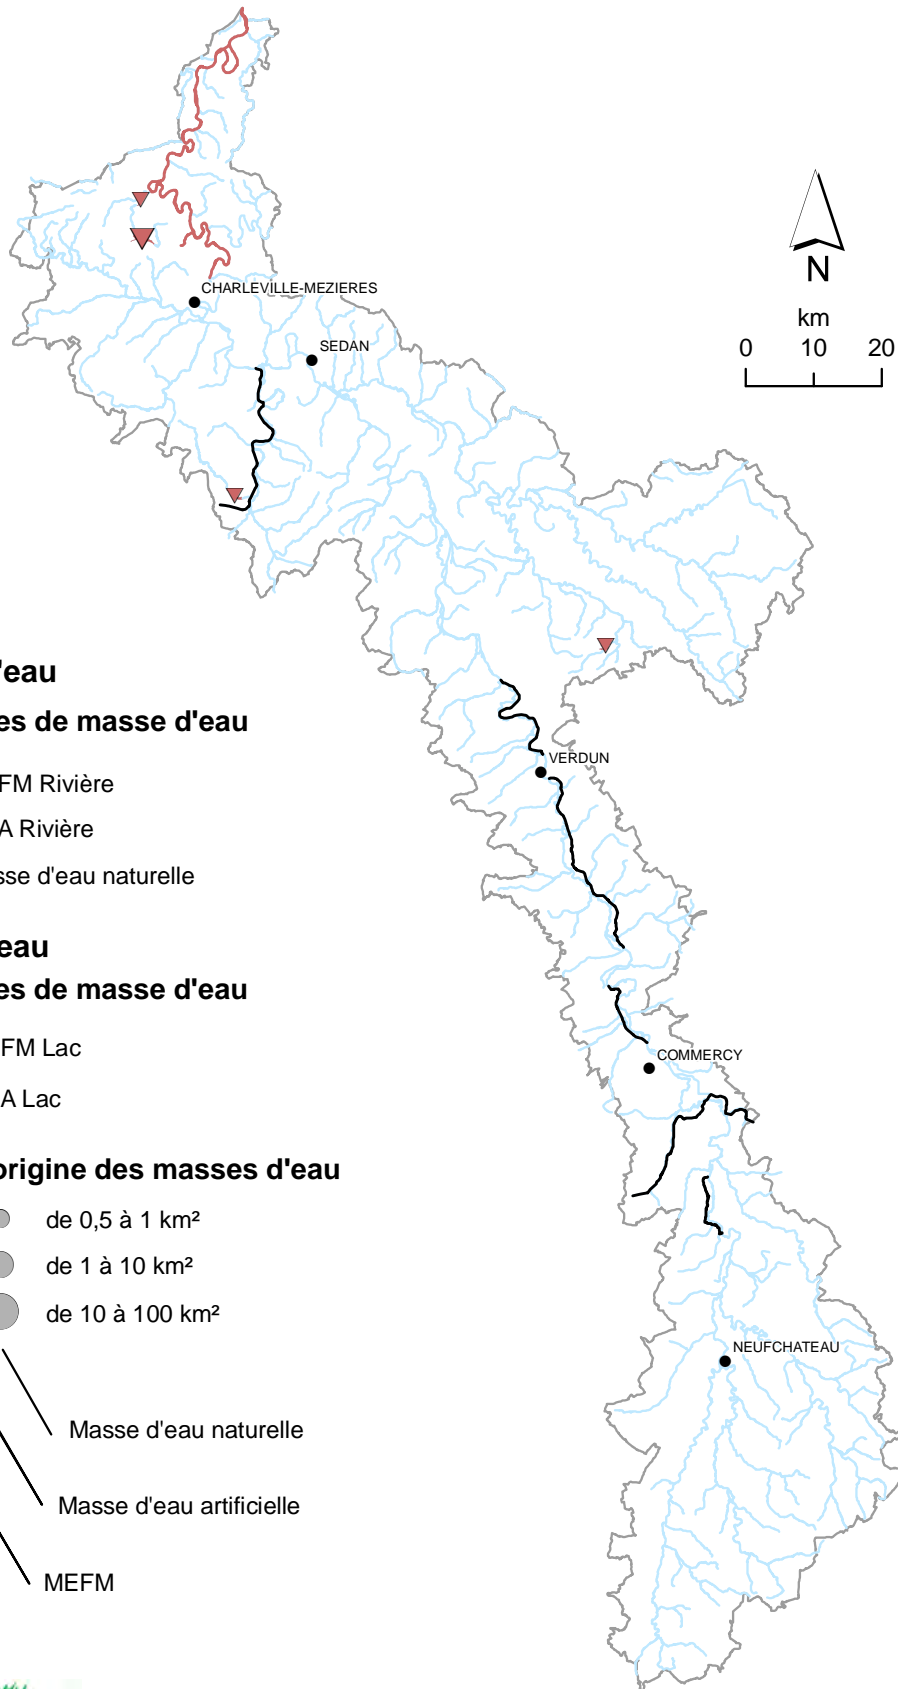 CHARLEVILLE-MEZIERES
SEDAN
N
km
0 10 20
'eau
es de masse d'eau
FM Rivière
A Rivière
sse d'eau naturelle
VERDUN
eau
es de masse d'eau
FM Lac
A Lac
COMMERCY
origine des masses d'eau
de 0,5 à 1 km²
de 1 à 10 km²
de 10 à 100 km²
NEUFCHATEAU
Masse d'eau naturelle
Masse d'eau artificielle
MEFM